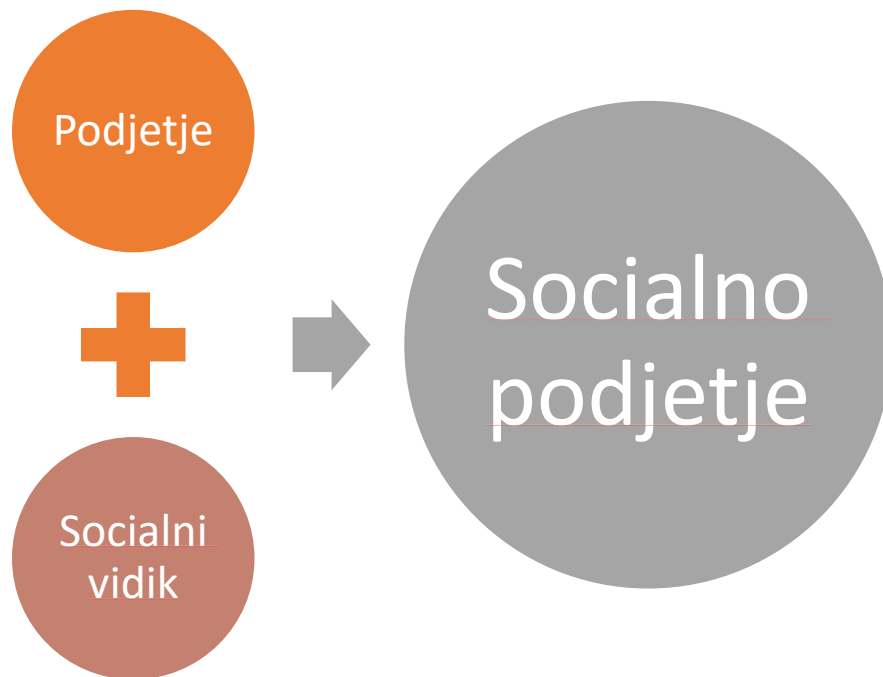 Podjetje
Socialni
vidik
Socialno
podjetje